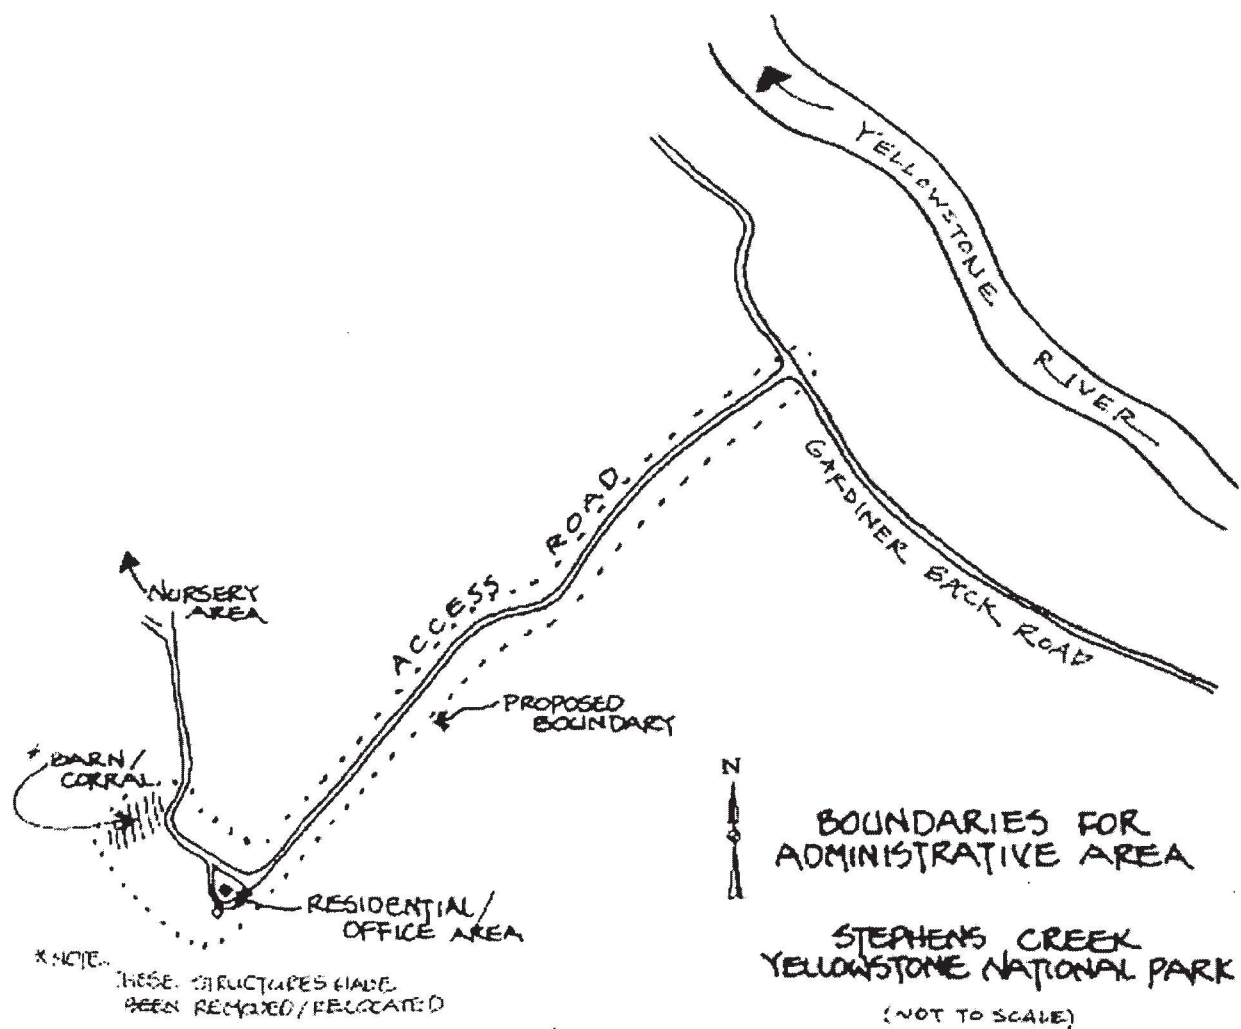 YELLOWSTONE
RIVER
GARDINER BACK ROAD
ACCESS ROAD
NURSERY
AREA
PROPOSED
BOUNDARY
* BARN/
CORRAL
N
BOUNDARIES FOR
ADMINISTRATIVE AREA
RESIDENTIAL/
OFFICE AREA
STEPHENS CREEK
YELLOWSTONE NATIONAL PARK
(NOT TO SCALE)
* NOTE:
THESE STRUCTURES HAVE
BEEN REMOVED/RELOCATED